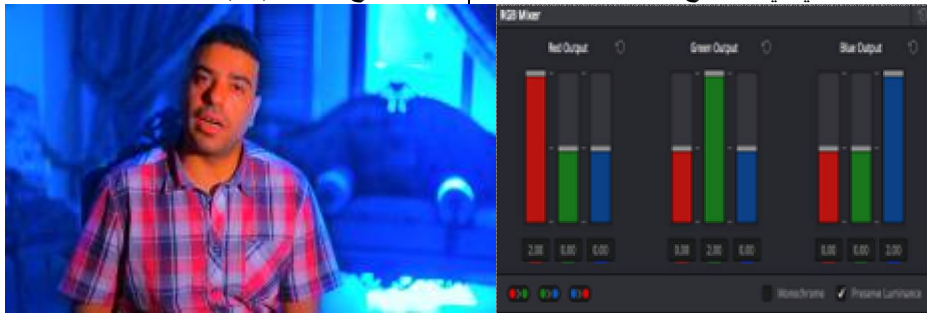 RGB Mixer
Red Output Green Output Blue Output
2.00 0.00 0.00 0.00 2.00 0.00 0.00 0.00 2.00
Monochrome Preserve Luminance